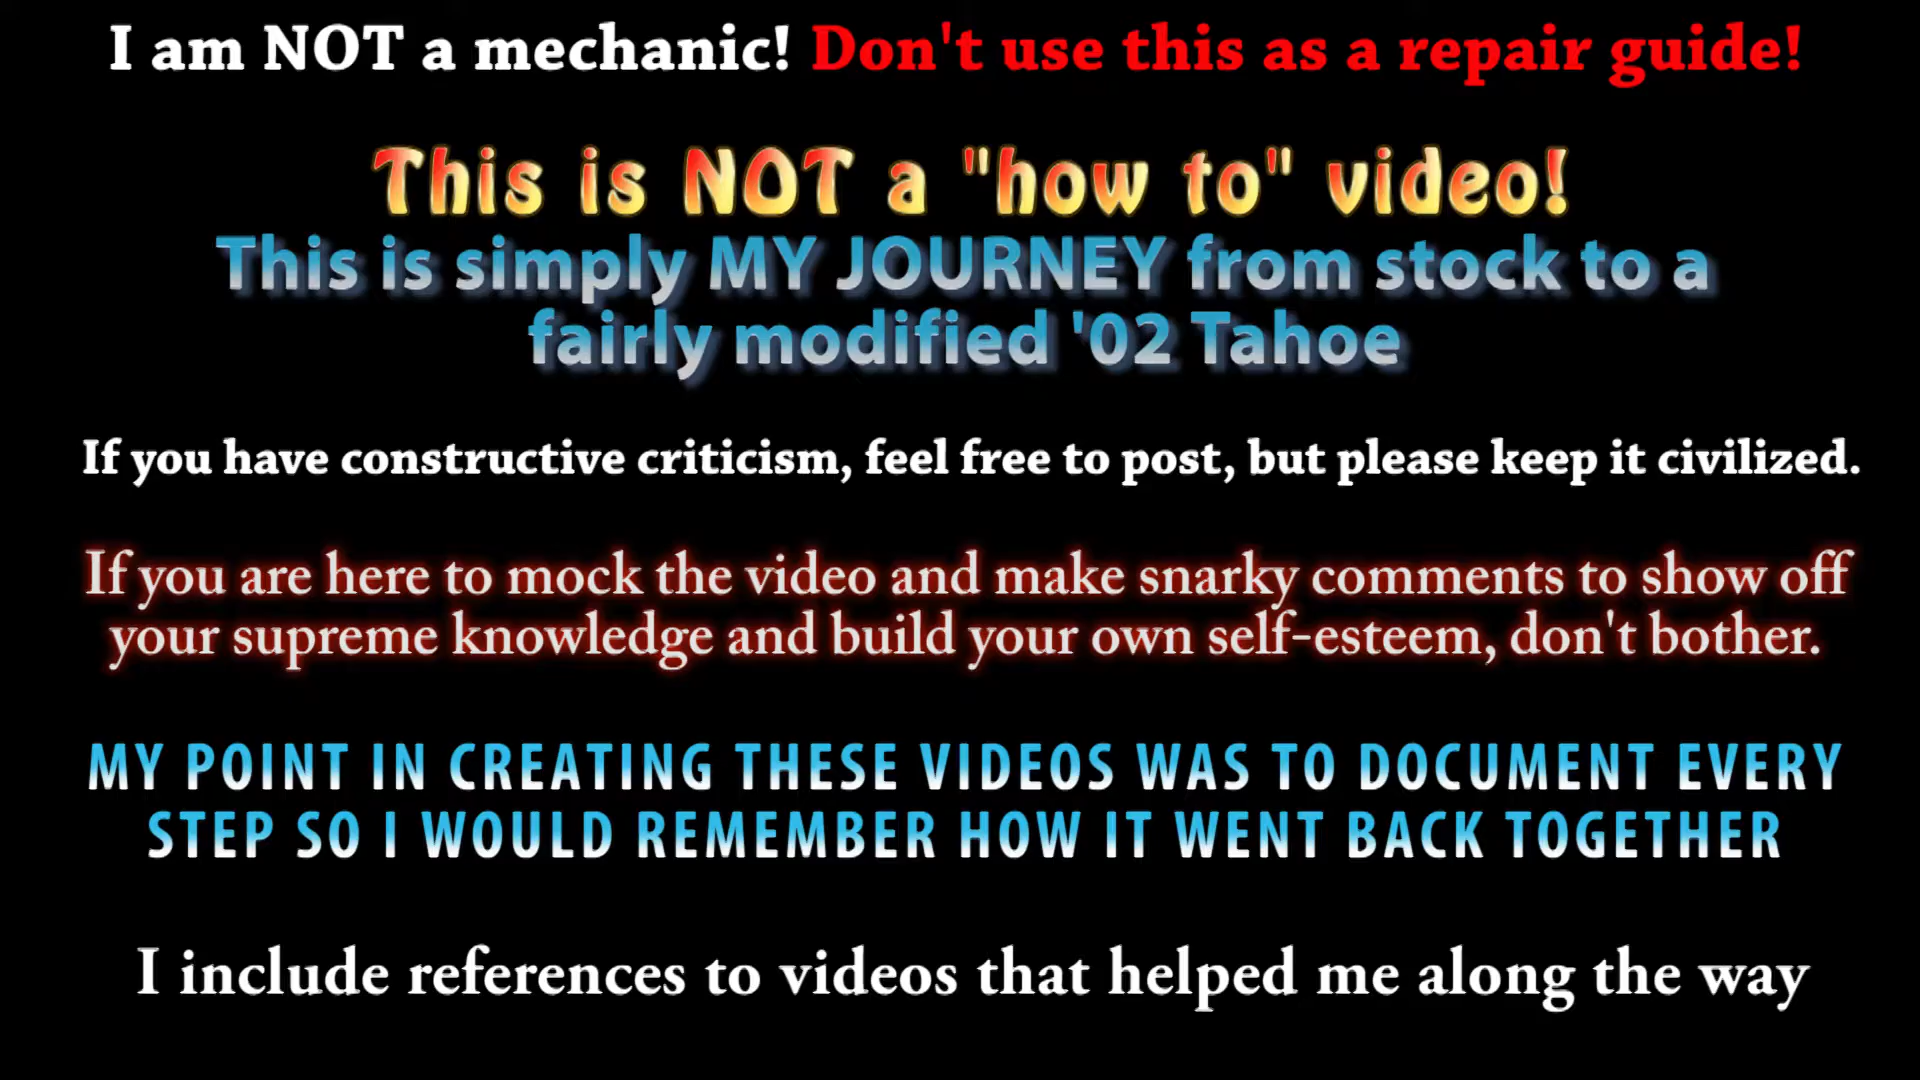 I am NOT a mechanic! Don't use this as a repair guide!
This is NOT a "how to" video!
This is simply MY JOURNEY from stock to a
fairly modified '02 Tahoe
If you have constructive criticism, feel free to post, but please keep it civilized.
If you are here to mock the video and make snarky comments to show off
your supreme knowledge and build your own self-esteem, don't bother.
MY POINT IN CREATING THESE VIDEOS WAS TO DOCUMENT EVERY
STEP SO I WOULD REMEMBER HOW IT WENT BACK TOGETHER
I include references to videos that helped me along the way